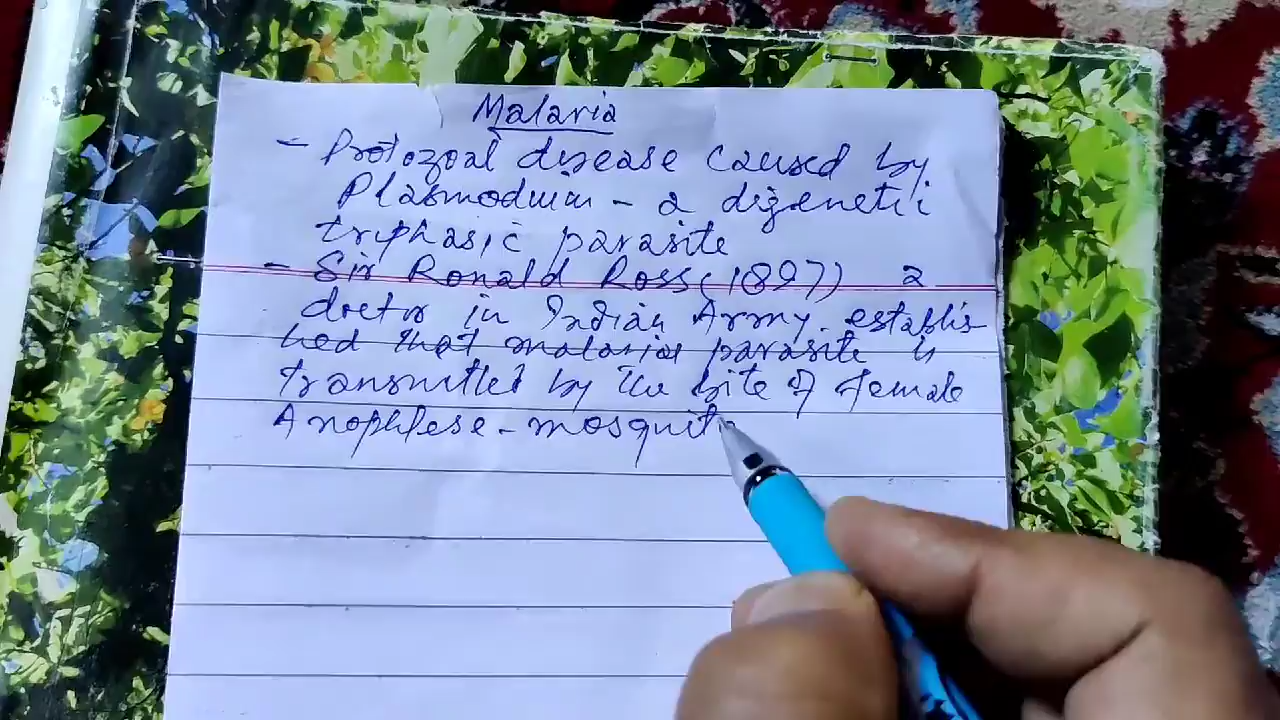 Malaria
- Protozoal disease caused by
Plasmodium - a digenetic
triphasic parasite
- Sir Ronald Ross (1897) a
doctor in Indian Army. establis
hed that malarial parasite is
transmitted by the bite of female
Anophlese - mosquito